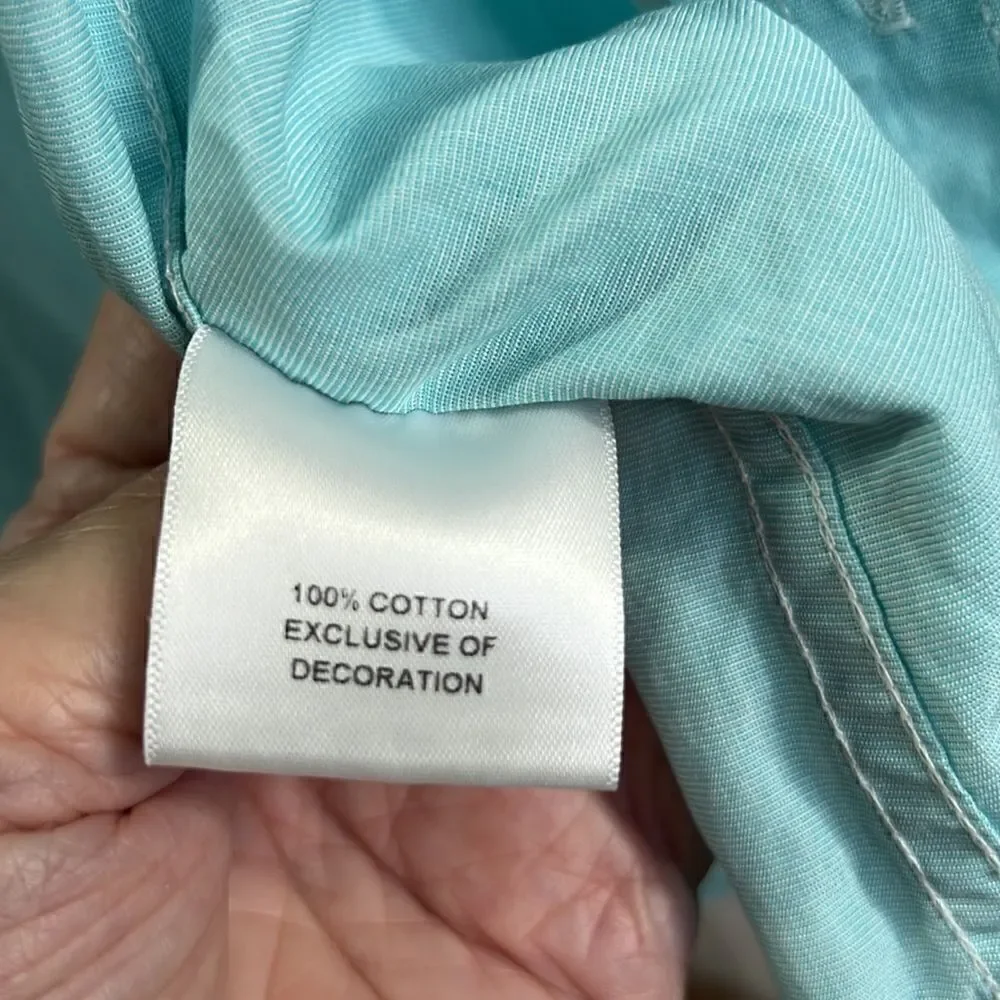 100% COTTON
EXCLUSIVE OF
DECORATION